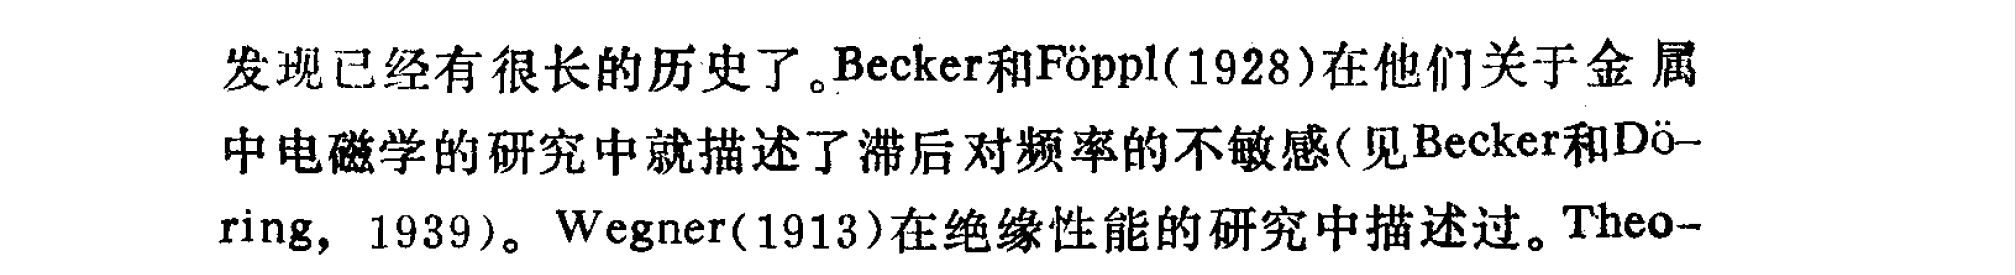 发现已经有很长的历史了。Becker和Föppl(1928)在他们关于金属
中电磁学的研究中就描述了滞后对频率的不敏感(见Becker和Dö-
ring, 1939)。Wegner(1913)在绝缘性能的研究中描述过。Theo-